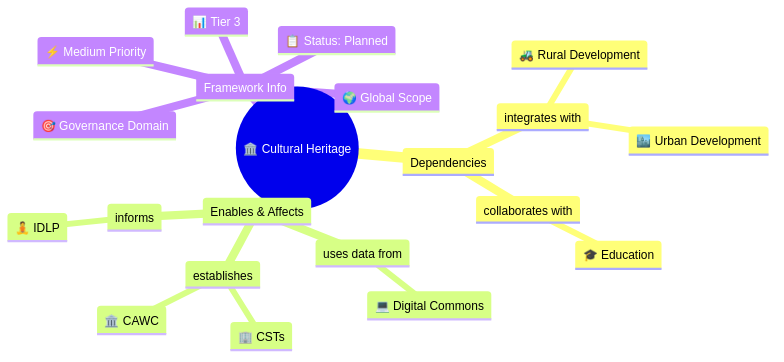 📊 Tier 3
📋 Status: Planned
⚡ Medium Priority
Framework Info
🌍 Global Scope
🎯 Governance Domain
🏛️ Cultural Heritage
🚜 Rural Development
integrates with
🏙️ Urban Development
Dependencies
collaborates with
🎓 Education
Enables & Affects
informs
🧘 IDLP
establishes
🏛️ CAWC
🏢 CSTs
uses data from
💻 Digital Commons